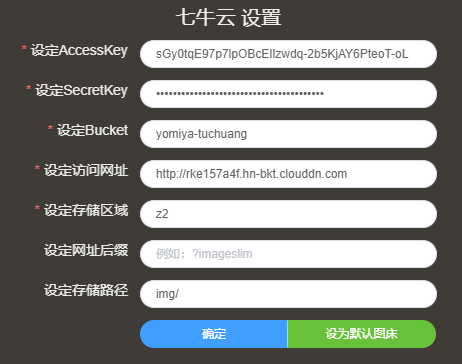 七牛云 设置
* 设定AccessKey sGy0tqE97p7lpOBcEIlzwdq-2b5KjAY6PteoT-oL
* 设定SecretKey ••••••••••••••••••••••••••••••••••••••••
* 设定Bucket yomiya-tuchuang
* 设定访问网址 http://rke157a4f.hn-bkt.clouddn.com
* 设定存储区域 z2
设定网址后缀 例如：?imageslim
设定存储路径 img/
确定 设为默认图床